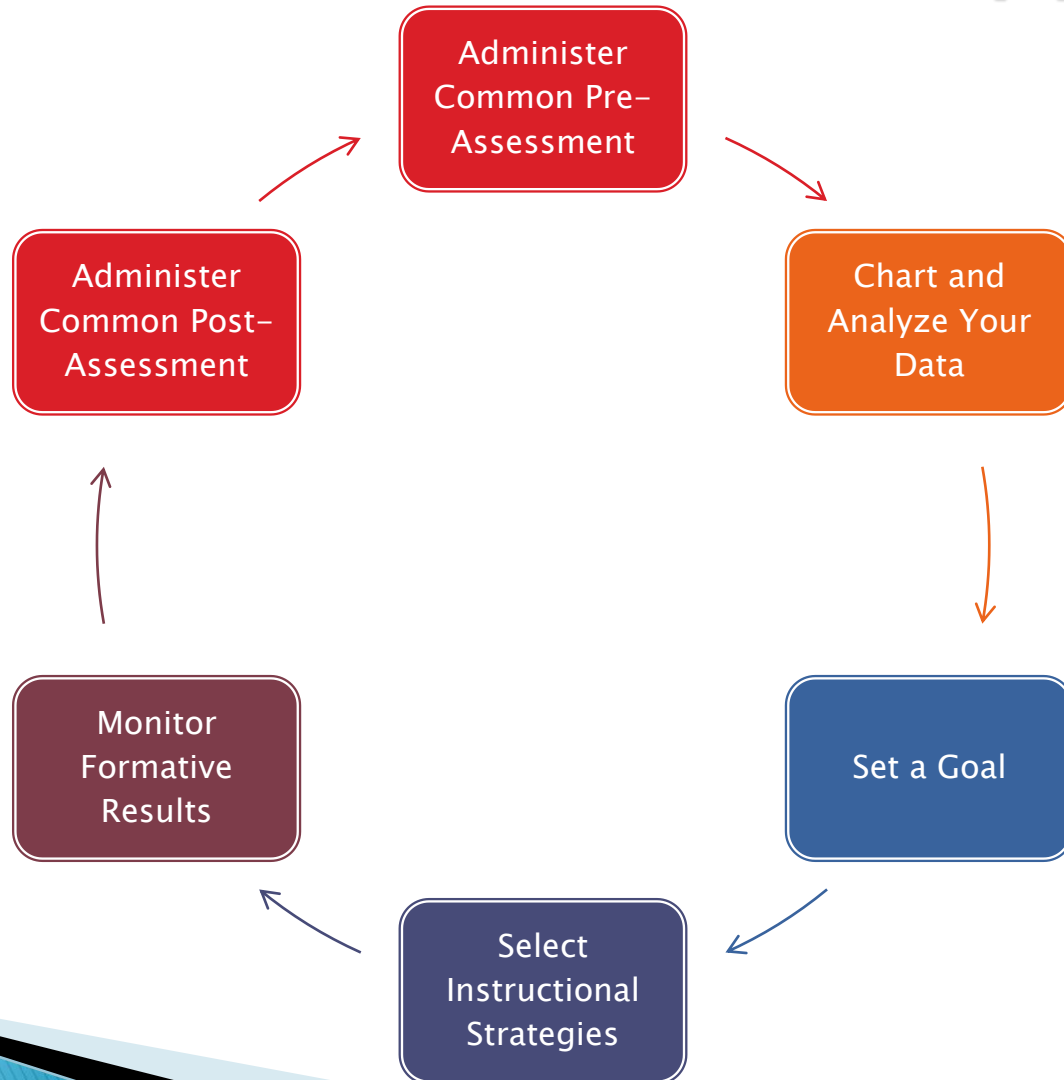 Administer
Common Pre-
Assessment
Chart and
Analyze Your
Data
Set a Goal
Select
Instructional
Strategies
Monitor
Formative
Results
Administer
Common Post-
Assessment